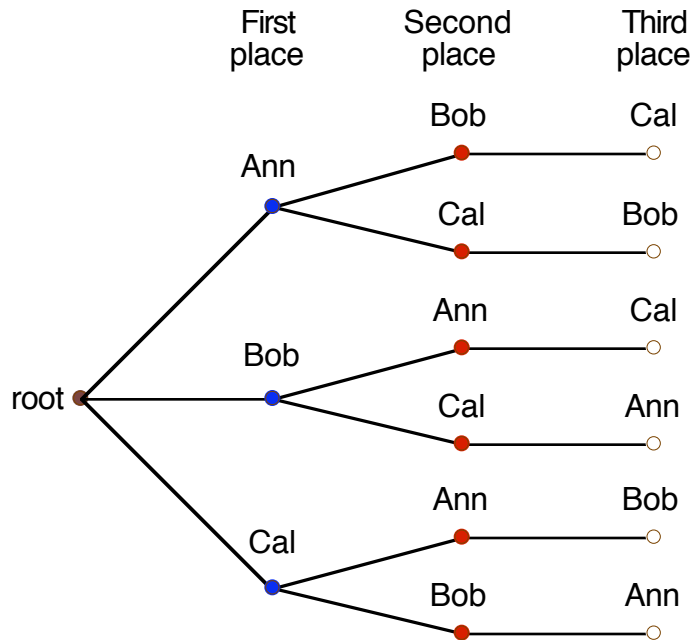 First place
Second place
Third place
Bob
Cal
Ann
Cal
Bob
Ann
Cal
Bob
root
Cal
Ann
Ann
Bob
Cal
Bob
Ann